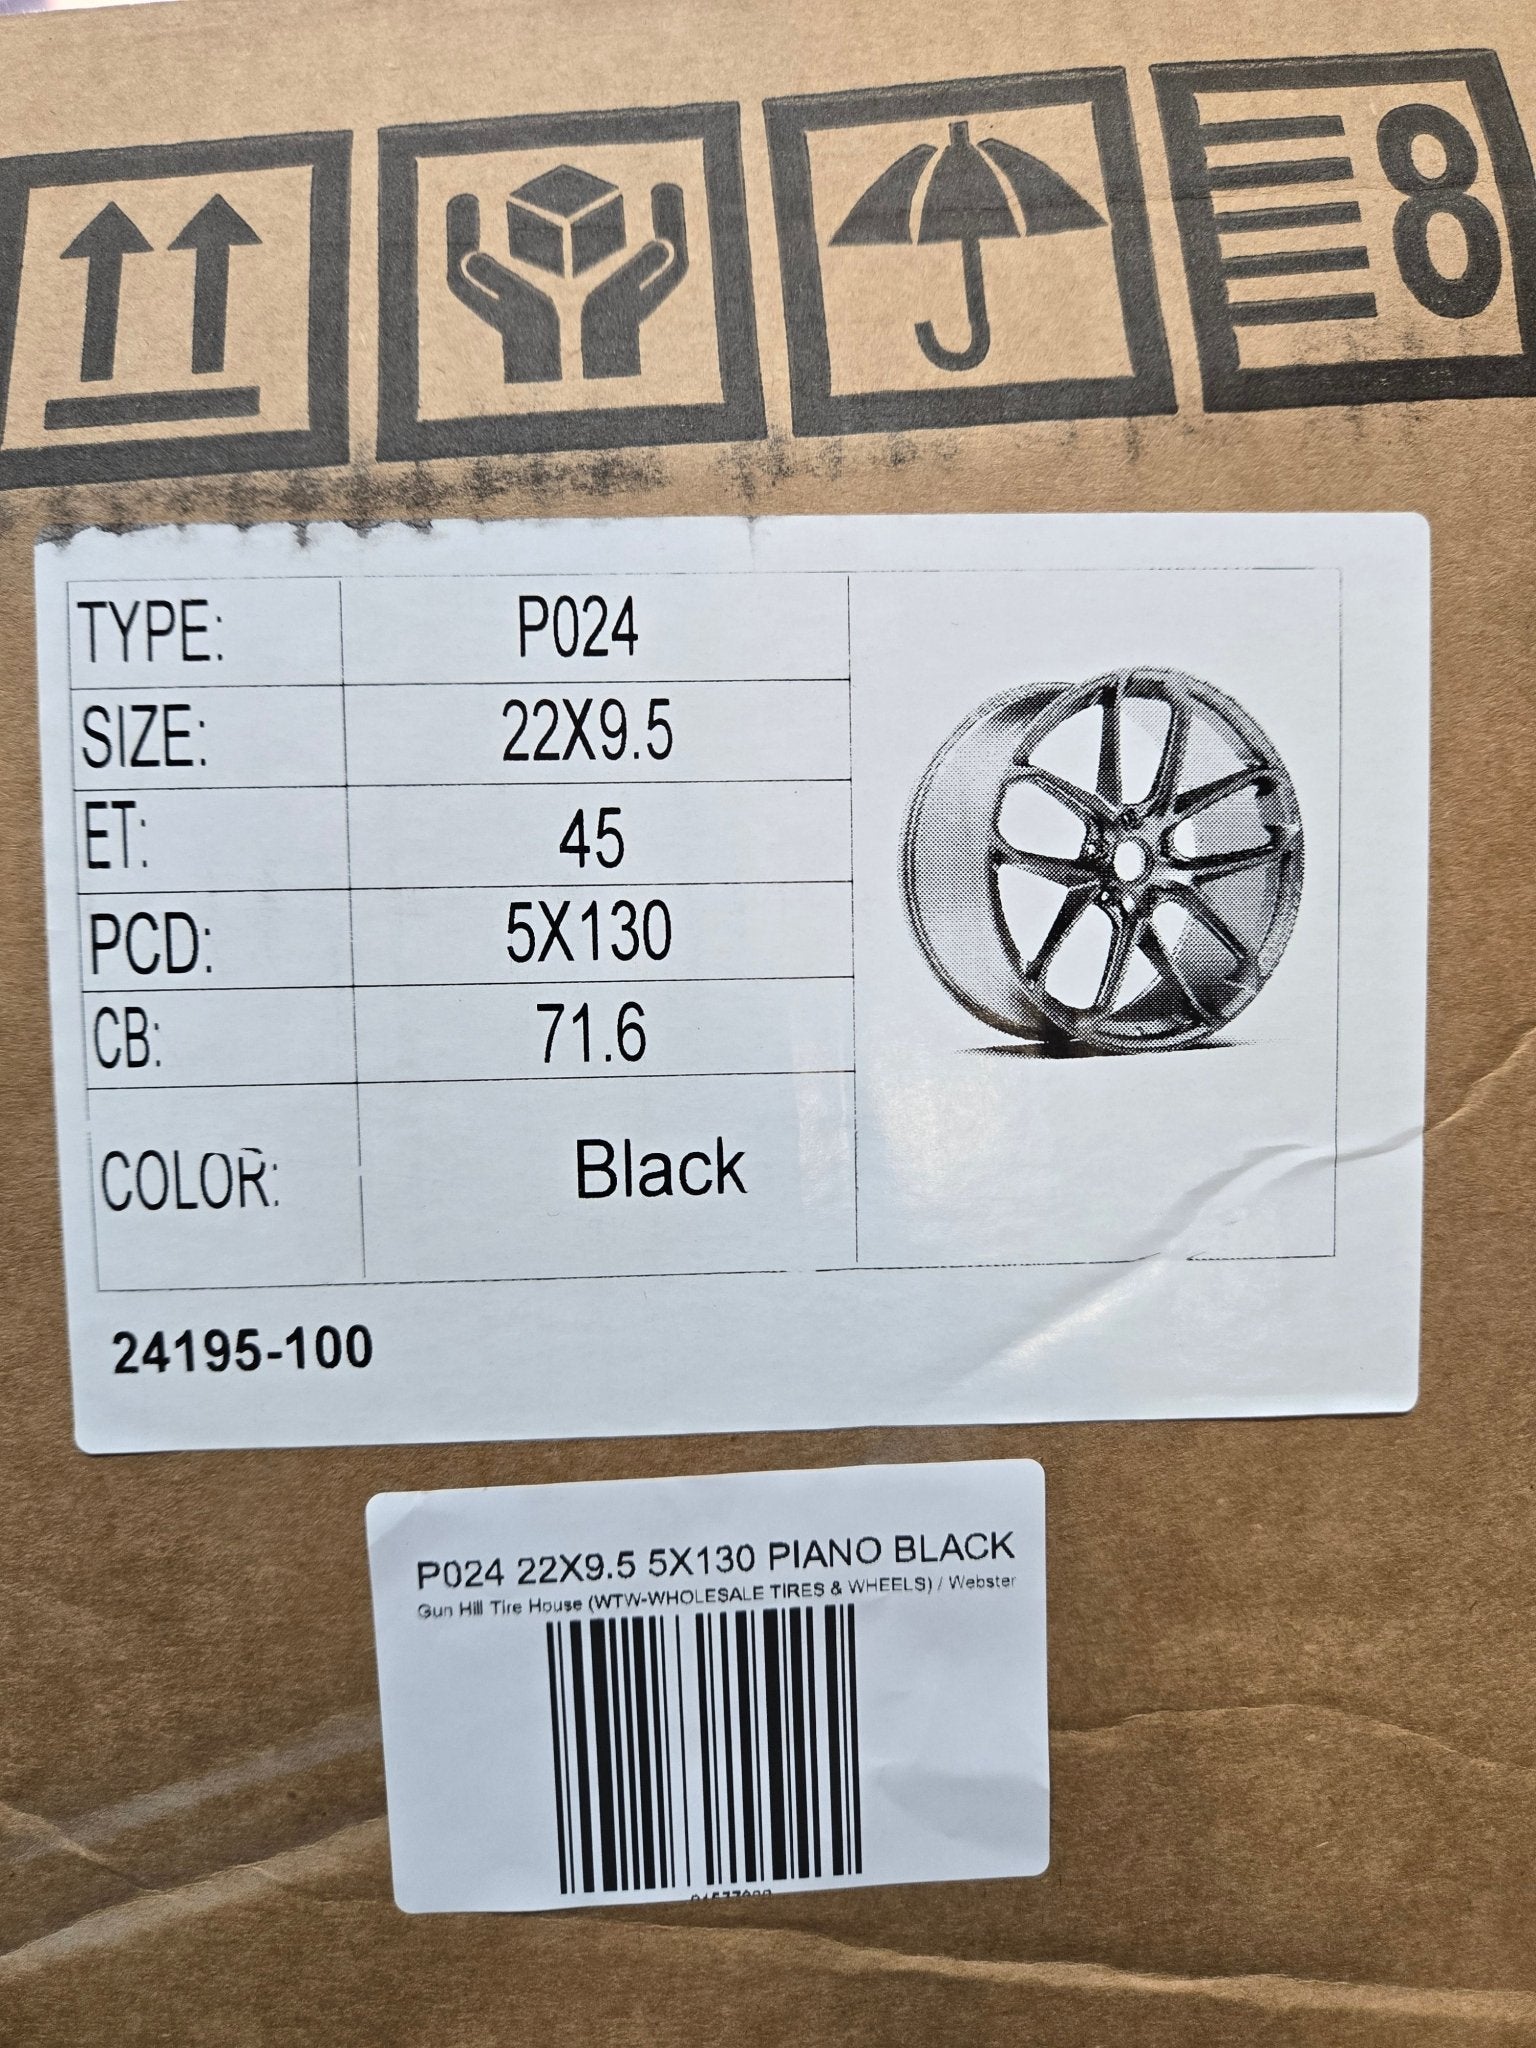 8
TYPE: P024
SIZE: 22X9.5
ET: 45
PCD: 5X130
CB: 71.6
COLOR: Black
24195-100
P024 22X9.5 5X130 PIANO BLACK
Gun Hill Tire House (WTW-WHOLESALE TIRES & WHEELS) / Webster